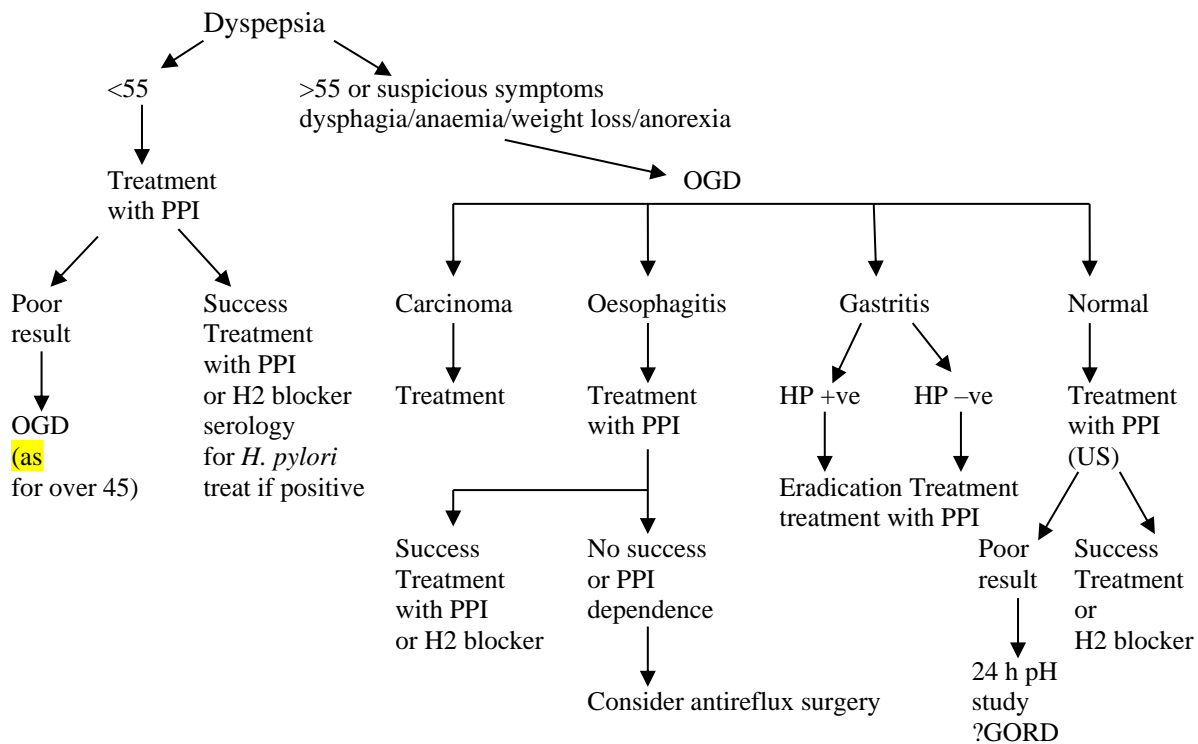 Dyspepsia
<55
>55 or suspicious symptoms
dysphagia/anaemia/weight loss/anorexia
Treatment
with PPI
OGD
Poor
result
Success
Treatment
with PPI
or H2 blocker
serology
for H. pylori
treat if positive
OGD
(as
for over 45)
Carcinoma
Treatment
Oesophagitis
Treatment
with PPI
Success
Treatment
with PPI
or H2 blocker
No success
or PPI
dependence
Consider antireflux surgery
Gastritis
HP +ve
HP –ve
Eradication Treatment
treatment with PPI
Normal
Treatment
with PPI
(US)
Poor
result
24 h pH
study
?GORD
Success
Treatment
or
H2 blocker